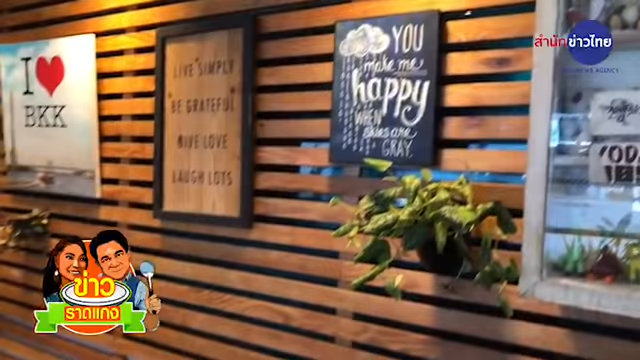 I ♥
BKK
LIVE SIMPLY
BE GRATEFUL
GIVE LOVE
LAUGH LOTS
YOU
make me
happy
WHEN
skies are
GRAY.
สำนักข่าวไทย
ข่าว
ราดแกง